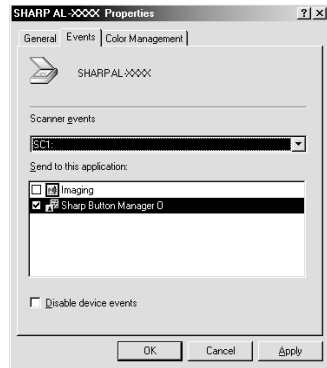 SHARP AL-XXXX Properties
General Events Color Management
SHARP AL-XXXX
Scanner events
SC1:
Send to this application:
Imaging
Sharp Button Manager O
Disable device events
OK Cancel Apply